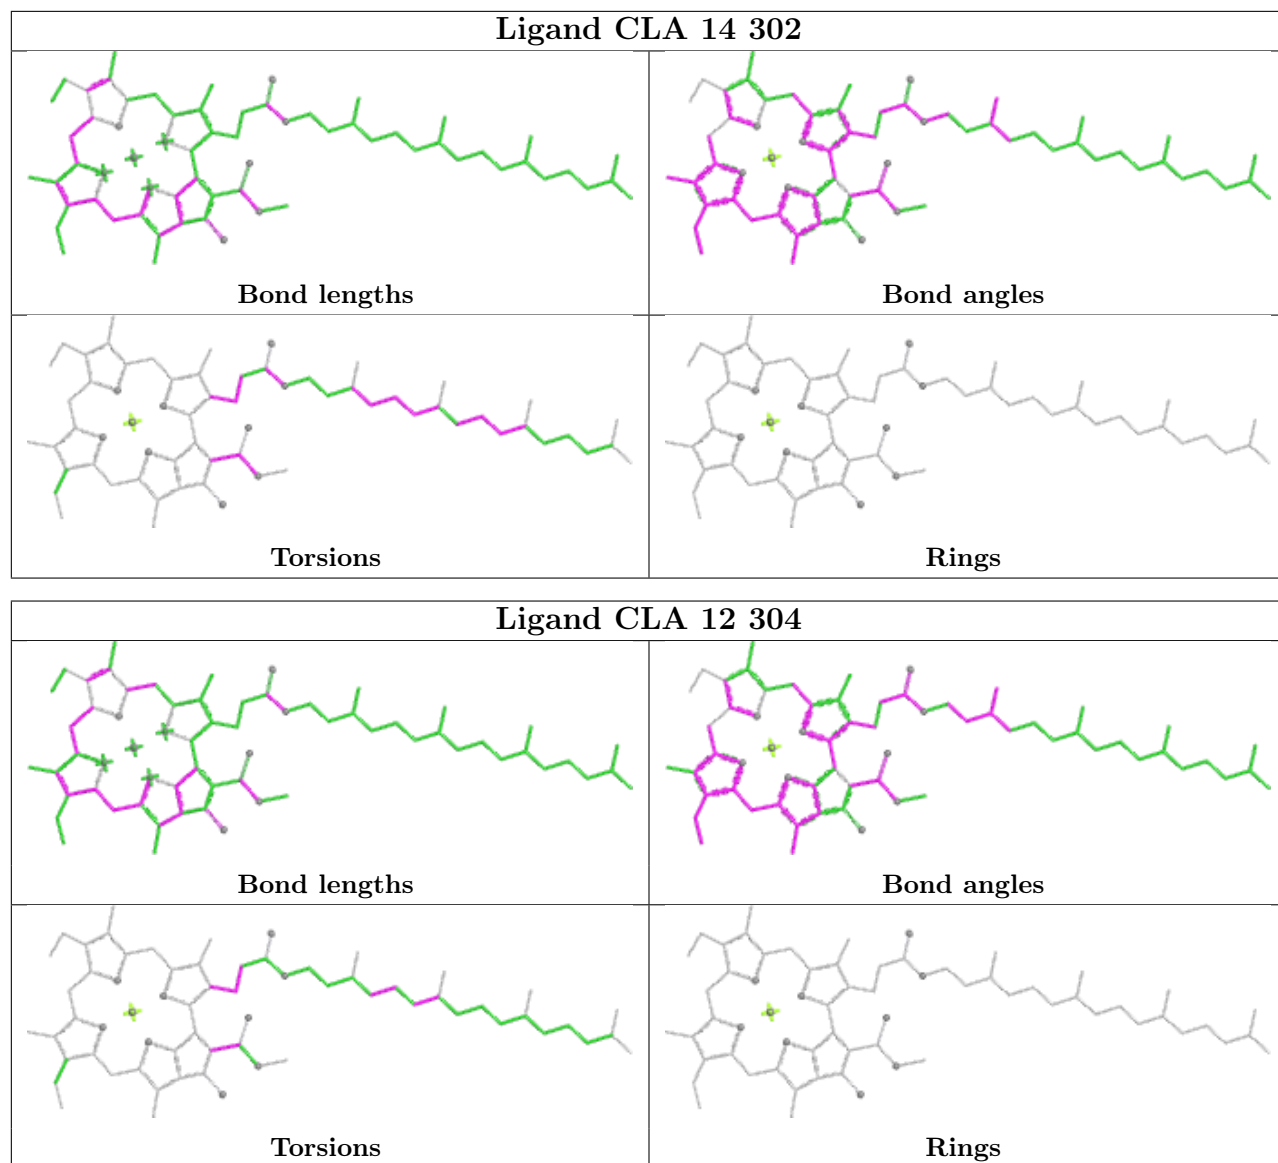 Ligand CLA 14 302
Bond lengths
Bond angles
Torsions
Rings
Ligand CLA 12 304
Bond lengths
Bond angles
Torsions
Rings